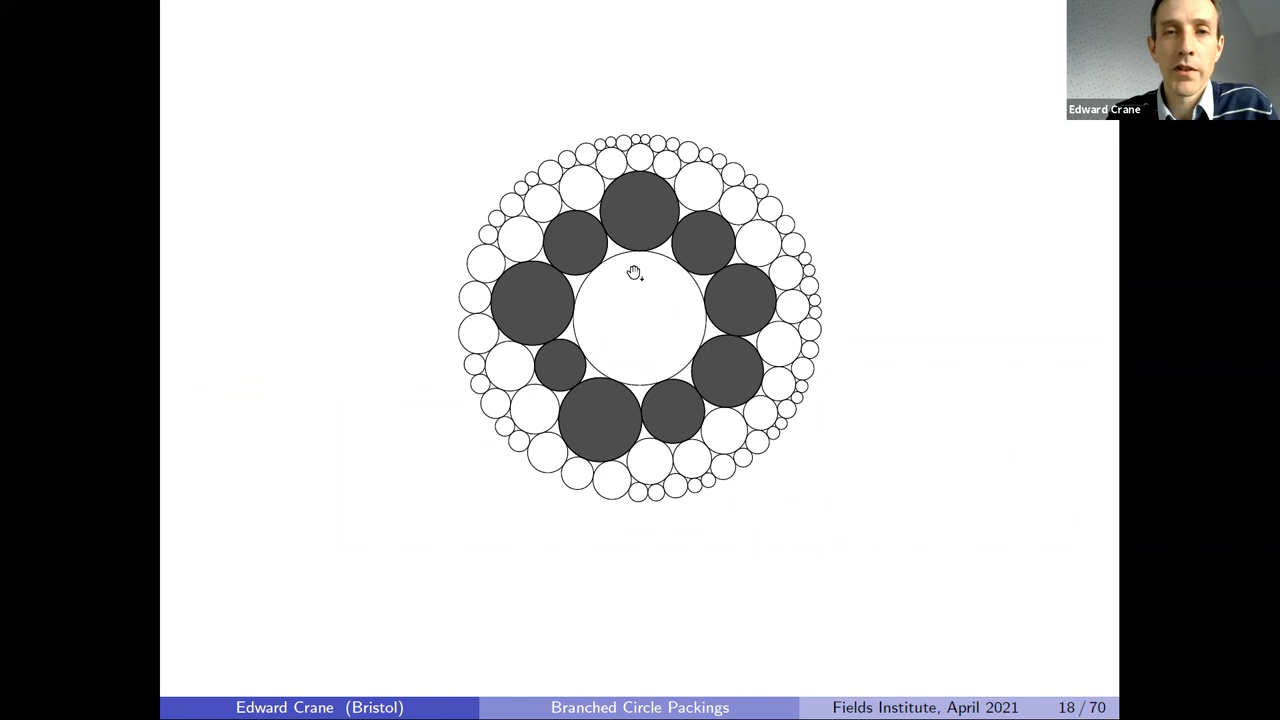 Edward Crane
Edward Crane (Bristol)
Branched Circle Packings
Fields Institute, April 2021
18 / 70